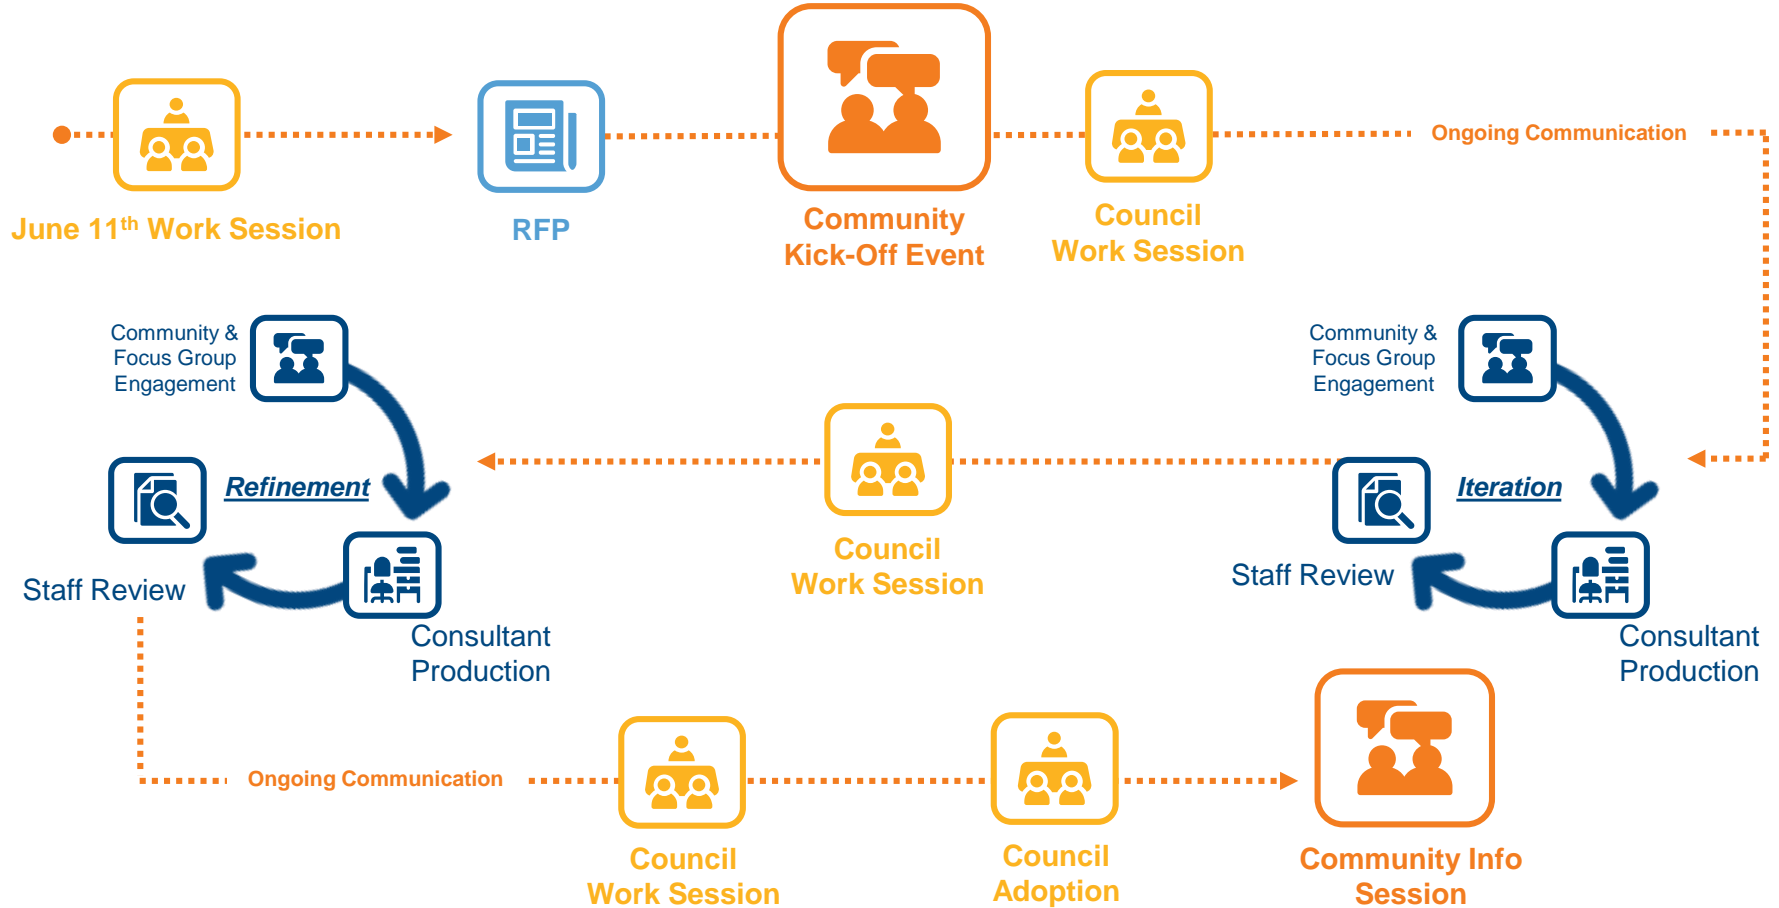 June 11th Work Session
RFP
Community
Kick-Off Event
Council
Work Session
Ongoing Communication
Community &
Focus Group
Engagement
Iteration
Staff Review
Consultant
Production
Council
Work Session
Community &
Focus Group
Engagement
Refinement
Staff Review
Consultant
Production
Ongoing Communication
Council
Work Session
Council
Adoption
Community Info
Session